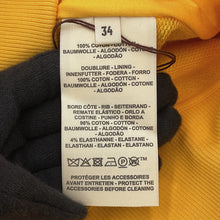 34
100% COTON - COTTON -
BAUMWOLLE - ALGODÓN - COTONE -
ALGODÃO
DOUBLURE - LINING -
INNENFUTTER - FODERA - FORRO
100% COTON - COTTON -
BAUMWOLLE - ALGODÓN - COTONE -
ALGODÃO
BORD CÔTE - RIB - SEITENRAND -
REMATE ELÁSTICO - ORLO A
COSTINE - PUNHO E BORDA
96% COTON - COTTON -
BAUMWOLLE - ALGODÓN - COTONE -
ALGODÃO
4% ELASTHANNE - ELASTANE -
ELASTHAN - ELASTANO - ELASTAN -
PROTÉGER LES ACCESSOIRES
AVANT ENTRETIEN - PROTECT THE
ACCESSORIES BEFORE